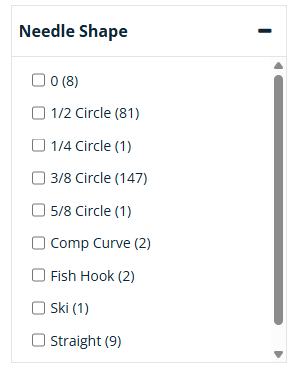 Needle Shape
0 (8)
1/2 Circle (81)
1/4 Circle (1)
3/8 Circle (147)
5/8 Circle (1)
Comp Curve (2)
Fish Hook (2)
Ski (1)
Straight (9)